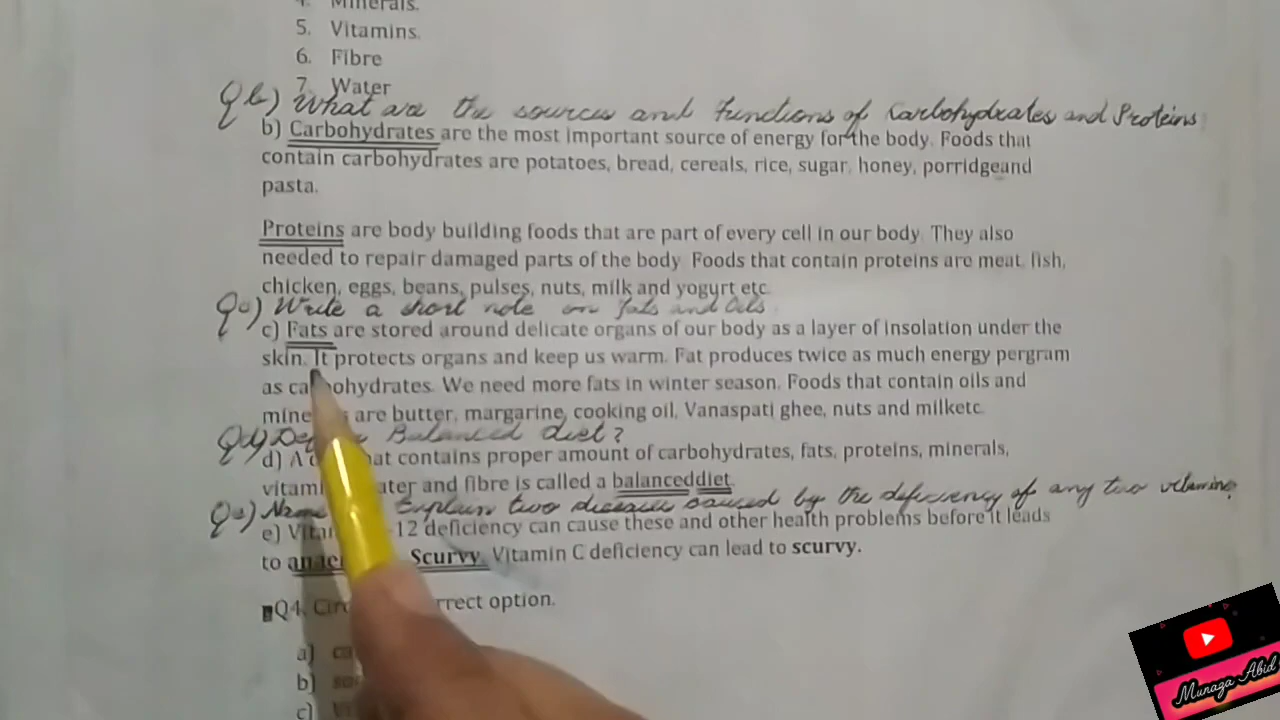 4. Minerals.
5. Vitamins.
6. Fibre
7. Water
Qb) What are the sources and functions of Carbohydrates and Proteins
b) Carbohydrates are the most important source of energy for the body. Foods that
contain carbohydrates are potatoes, bread, cereals, rice, sugar, honey, porridgeand
pasta.
Proteins are body building foods that are part of every cell in our body. They also
needed to repair damaged parts of the body. Foods that contain proteins are meat, fish,
chicken, eggs, beans, pulses, nuts, milk and yogurt etc.
Qc) Write a short note on fats and Oils
c) Fats are stored around delicate organs of our body as a layer of insolation under the
skin. It protects organs and keep us warm. Fat produces twice as much energy pergram
as carbohydrates. We need more fats in winter season. Foods that contain oils and
are butter, margarine, cooking oil, Vanaspati ghee, nuts and milketc.
Qd) Balanced diet?
d) A contains proper amount of carbohydrates, fats, proteins, minerals,
and fibre is called a balanceddiet.
Qe) Name Explain two diseases caused by the deficiency of any two vitamins
e) 12 deficiency can cause these and other health problems before it leads
to Scurvy. Vitamin C deficiency can lead to scurvy.
Q4. option.
a)
b)
c)
Munaza Abid